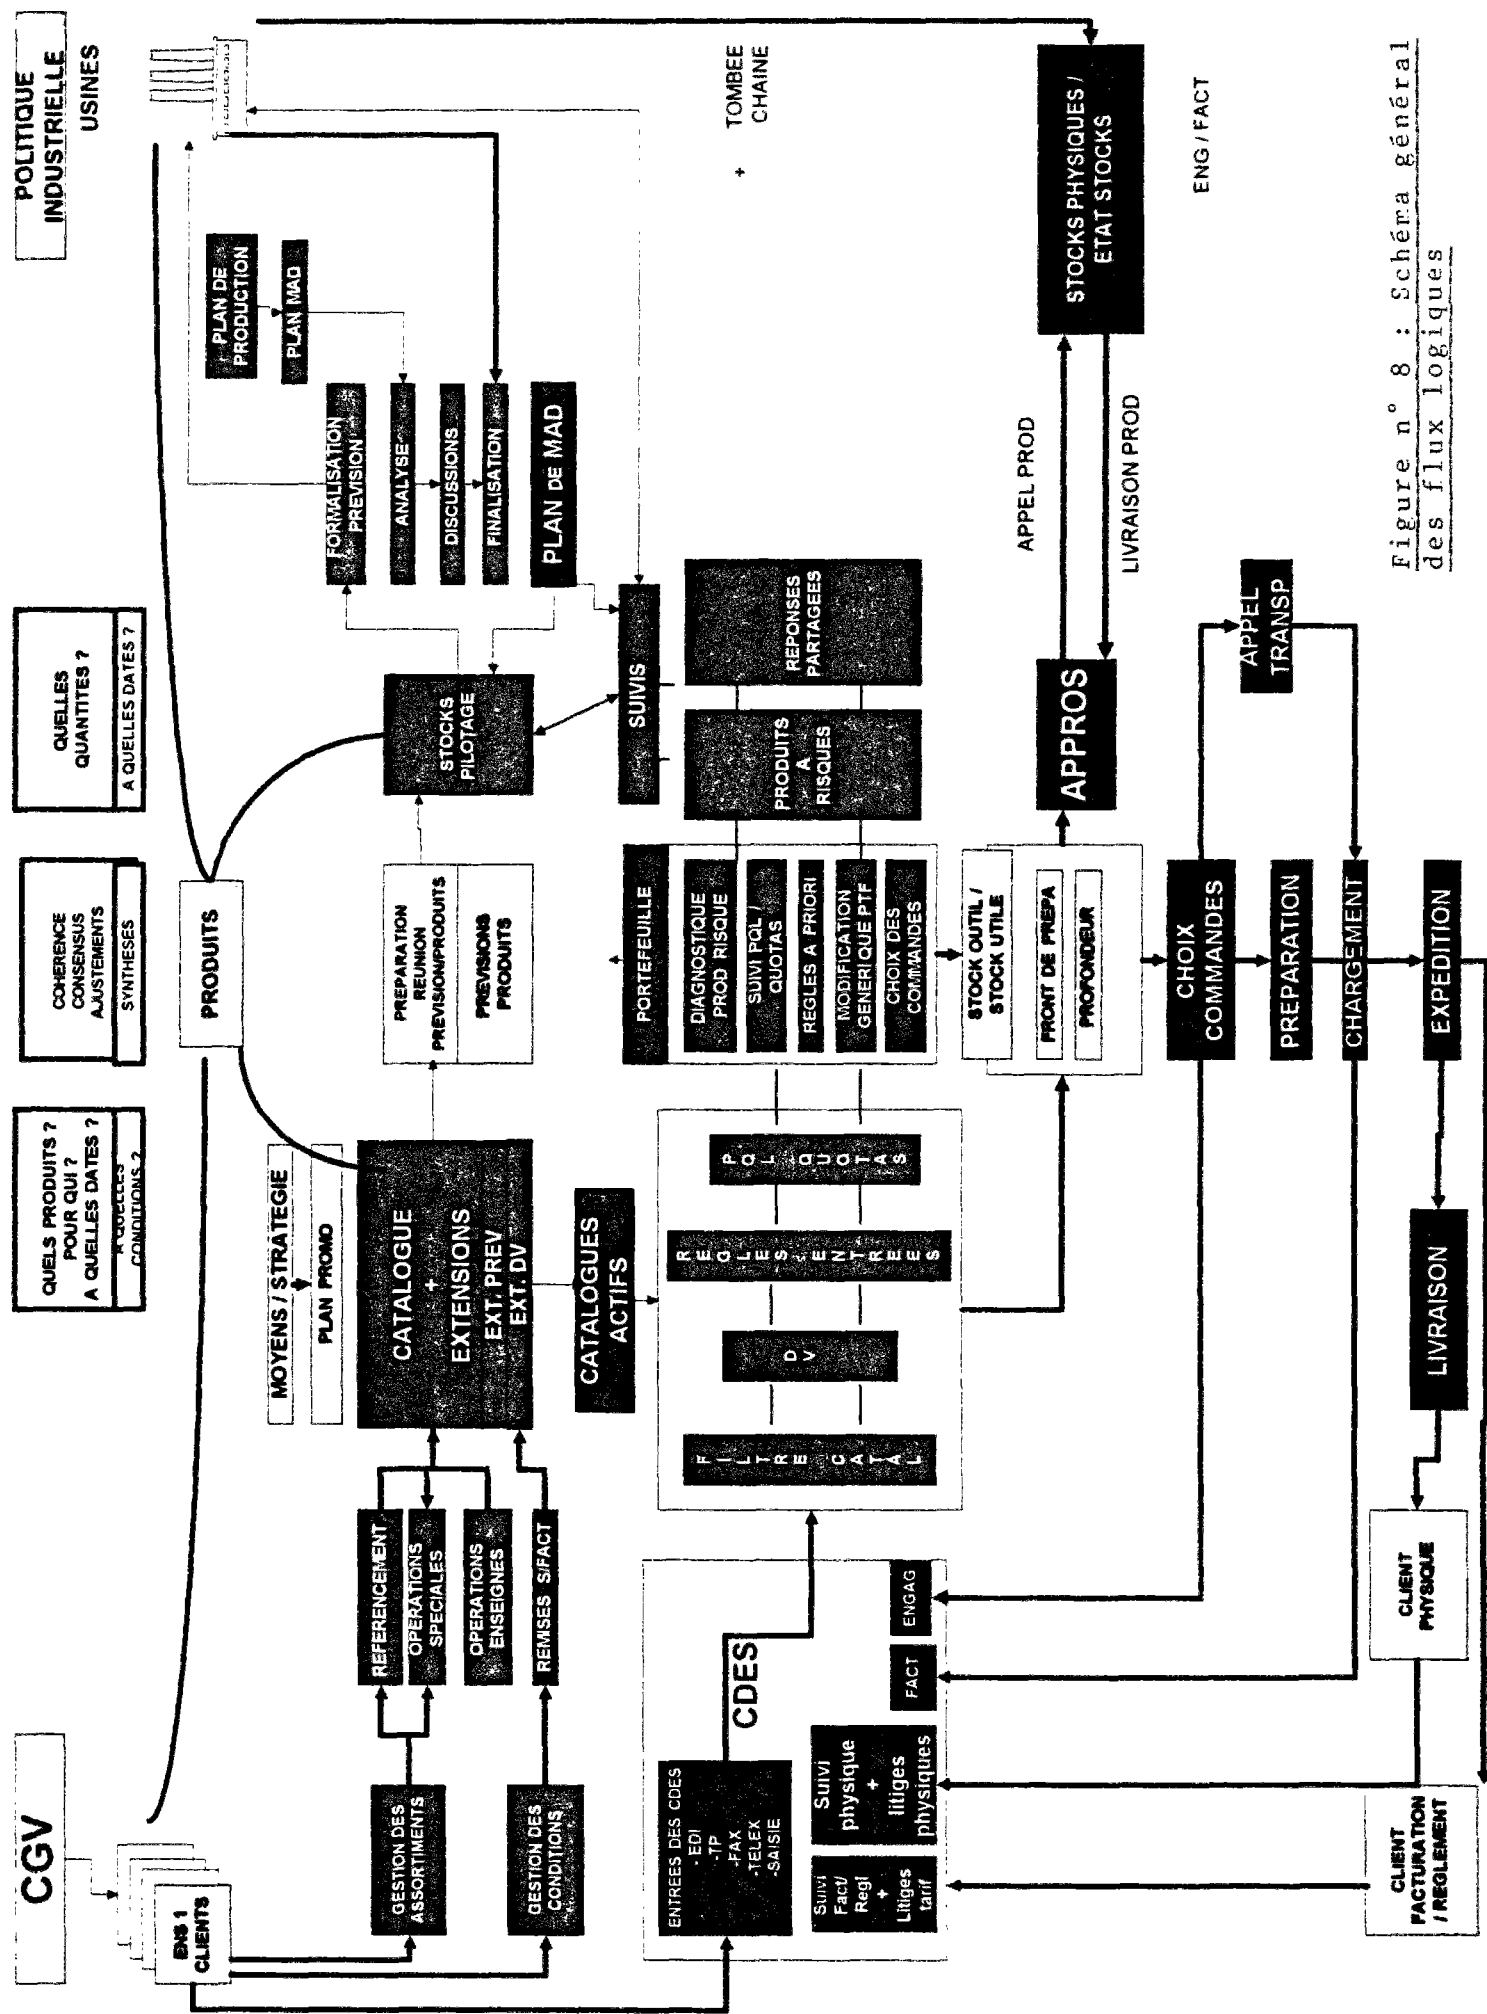 CGV
ENS 1
CLIENTS
QUELS PRODUITS ?
POUR QUI ?
A QUELLES DATES ?
A QUELLES
CONDITIONS ?
COHERENCE
CONSENSUS
AJUSTEMENTS
SYNTHESES
QUELLES
QUANTITES ?
A QUELLES DATES ?
POLITIQUE
INDUSTRIELLE
USINES
PRODUITS
MOYENS / STRATEGIE
PLAN PROMO
GESTION DES
ASSORTIMENTS
GESTION DES
CONDITIONS
REFERENCEMENT
OPERATIONS
SPECIALES
OPERATIONS
ENSEIGNES
REMISES S/FACT
CATALOGUE
+
EXTENSIONS
EXT. PREV
EXT. DV
CATALOGUES
ACTIFS
PREPARATION
REUNION
PREVISION/PRODUITS
PREVISIONS
PRODUITS
STOCKS
PILOTAGE
FORMALISATION
PREVISION
ANALYSE
DISCUSSIONS
FINALISATION
PLAN DE MAD
PLAN DE
PRODUCTION
PLAN MAD
SUIVIS
ENTREES DES CDES
- EDI
-TP
-FAX
-TELEX
-SAISIE
CDES
Suivi
Fact/
Regl
+
Litiges
tarif
Suivi
physique
+
litiges
physiques
FACT
ENGAG
FILTRE CATAL
DV
REGLES EENTREES
PQL QUOTAS
PORTEFEUILLE
DIAGNOSTIQUE
PROD RISQUE
SUIVI PQL /
QUOTAS
REGLES A PRIORI
MODIFICATION
GENERIQUE PTF
CHOIX DES
COMMANDES
PRODUITS
A
RISQUES
REPONSES
PARTAGEES
+ TOMBEE
CHAINE
STOCK OUTIL /
STOCK UTILE
FRONT DE PREPA
PROFONDEUR
APPROS
APPEL PROD
LIVRAISON PROD
STOCKS PHYSIQUES /
ETAT STOCKS
ENG / FACT
CHOIX
COMMANDES
PREPARATION
CHARGEMENT
EXPEDITION
APPEL
TRANSP
LIVRAISON
CLIENT
PHYSIQUE
CLIENT
FACTURATION
/ REGLEMENT
Figure n° 8 : Schéma général
des flux logiques